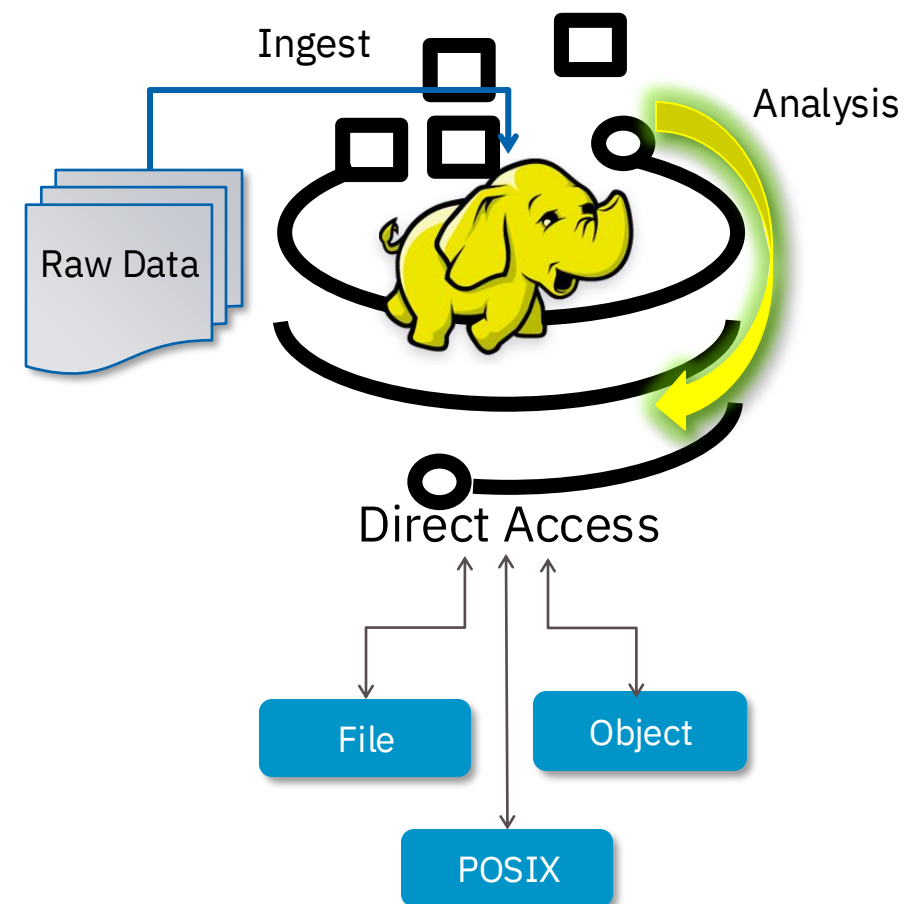 Ingest
Analysis
Raw Data
Direct Access
File
Object
POSIX